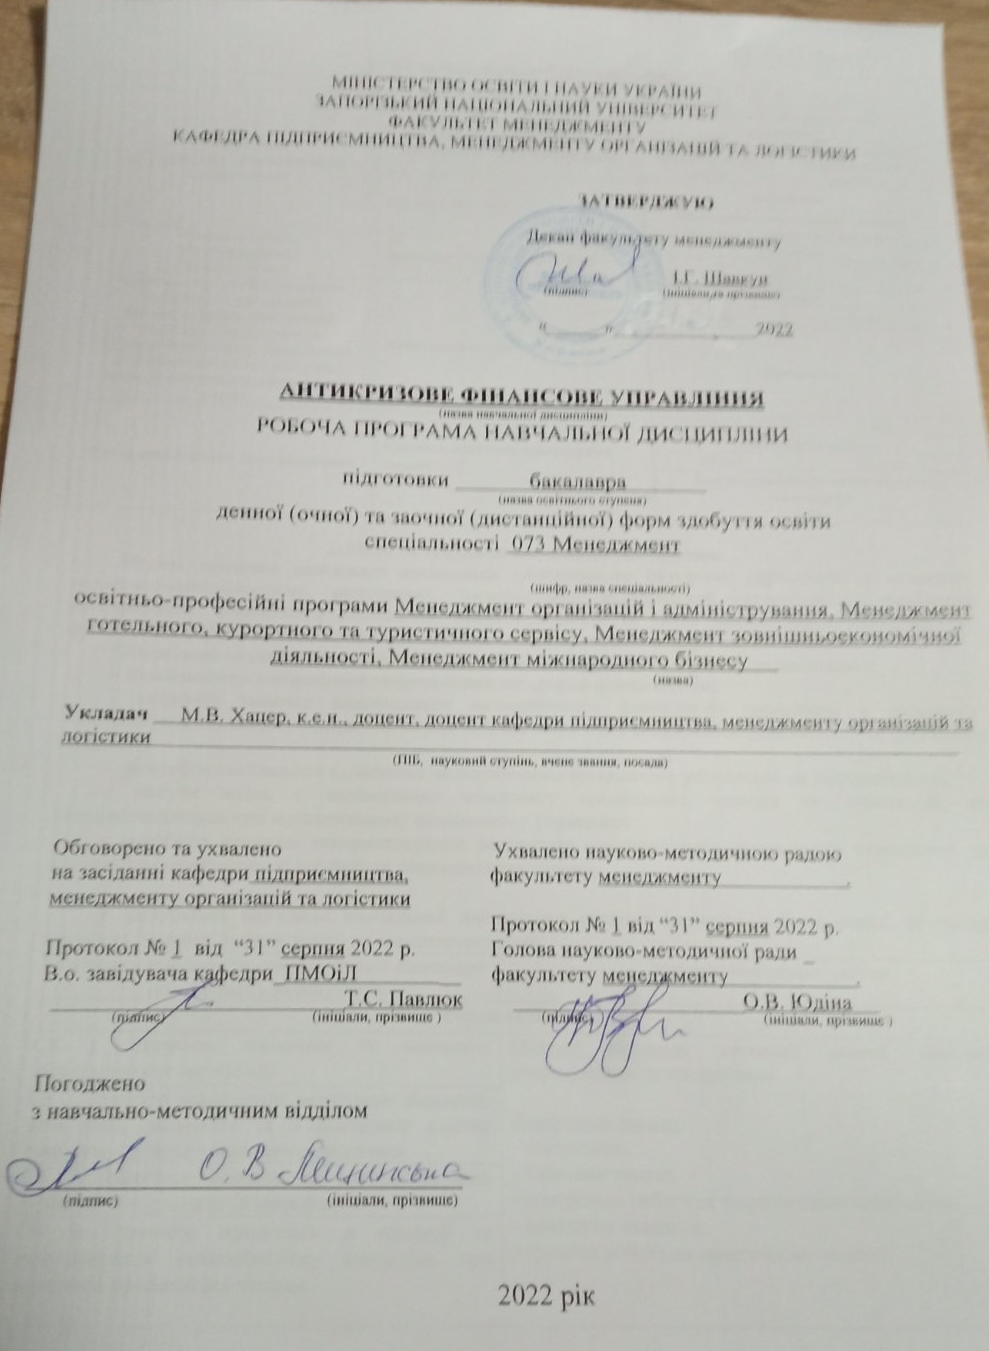 МІНІСТЕРСТВО ОСВІТИ І НАУКИ УКРАЇНИ
ЗАПОРІЗЬКИЙ НАЦІОНАЛЬНИЙ УНІВЕРСИТЕТ
ФАКУЛЬТЕТ МЕНЕДЖМЕНТУ
КАФЕДРА ПІДПРИЄМНИЦТВА, МЕНЕДЖМЕНТУ ОРГАНІЗАЦІЙ ТА ЛОГІСТИКИ
ЗАТВЕРДЖУЮ
Декан факультету менеджменту
І.Г. Шавкун
(підпис) (ініціали та прізвище)
«______» ______________ 2022
АНТИКРИЗОВЕ ФІНАНСОВЕ УПРАВЛІННЯ
(назва навчальної дисципліни)
РОБОЧА ПРОГРАМА НАВЧАЛЬНОЇ ДИСЦИПЛІНИ
підготовки бакалавра
(назва освітнього ступеня)
денної (очної) та заочної (дистанційної) форм здобуття освіти
спеціальності 073 Менеджмент
(шифр, назва спеціальності)
освітньо-професійні програми Менеджмент організацій і адміністрування, Менеджмент
готельного, курортного та туристичного сервісу, Менеджмент зовнішньоекономічної
діяльності, Менеджмент міжнародного бізнесу
(назва)
Укладач М.В. Хацер, к.е.н., доцент, доцент кафедри підприємництва, менеджменту організацій та
логістики
(ПІБ, науковий ступінь, вчене звання, посада)
Обговорено та ухвалено
на засіданні кафедри підприємництва,
менеджменту організацій та логістики
Протокол № 1 від “31” серпня 2022 р.
В.о. завідувача кафедри ПМОіЛ
Т.С. Павлюк
(підпис) (ініціали, прізвище )
Ухвалено науково-методичною радою
факультету менеджменту
Протокол № 1 від “31” серпня 2022 р.
Голова науково-методичної ради _
факультету менеджменту
О.В. Юдіна
(підпис) (ініціали, прізвище )
Погоджено
з навчально-методичним відділом
О.В
(підпис) (ініціали, прізвище)
2022 рік